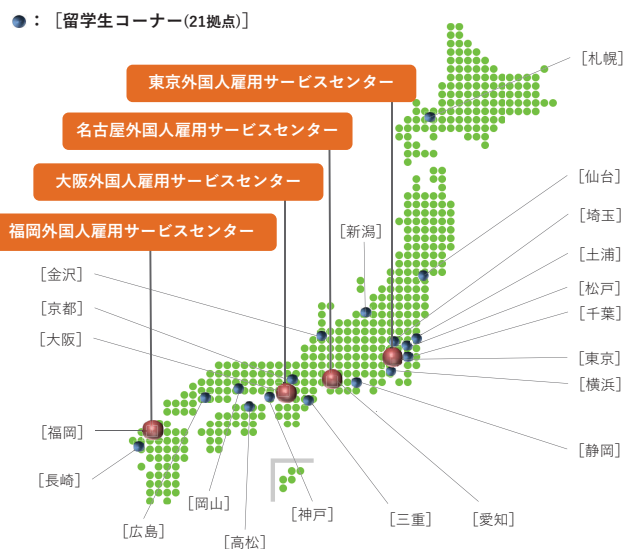 ：［留学生コーナー(21拠点)］
東京外国人雇用サービスセンター
名古屋外国人雇用サービスセンター
大阪外国人雇用サービスセンター
福岡外国人雇用サービスセンター
［札幌］
［仙台］
［埼玉］
［土浦］
［松戸］
［千葉］
［東京］
［横浜］
［静岡］
［新潟］
［金沢］
［京都］
［大阪］
［福岡］
［長崎］
［広島］
［岡山］
［高松］
［神戸］
［三重］
［愛知］